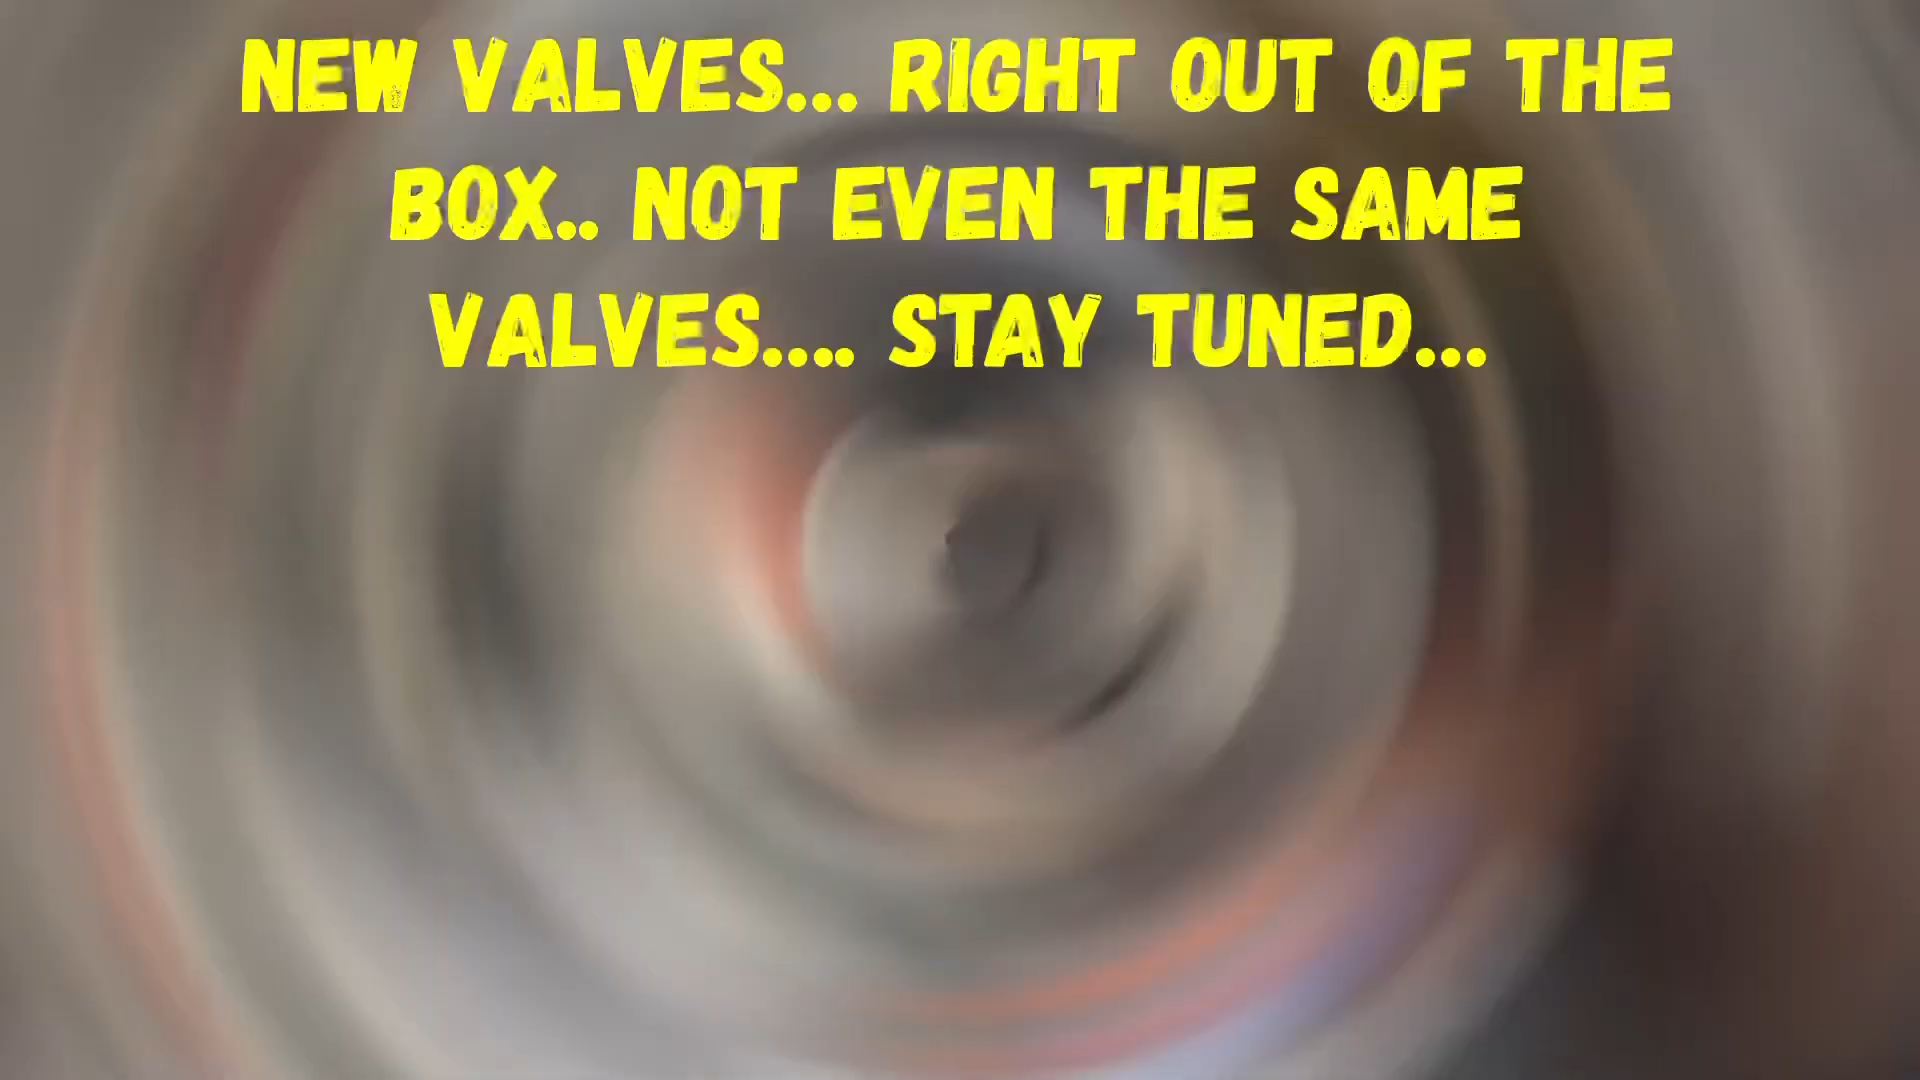 NEW VALVES... RIGHT OUT OF THE
BOX.. NOT EVEN THE SAME
VALVES.... STAY TUNED...